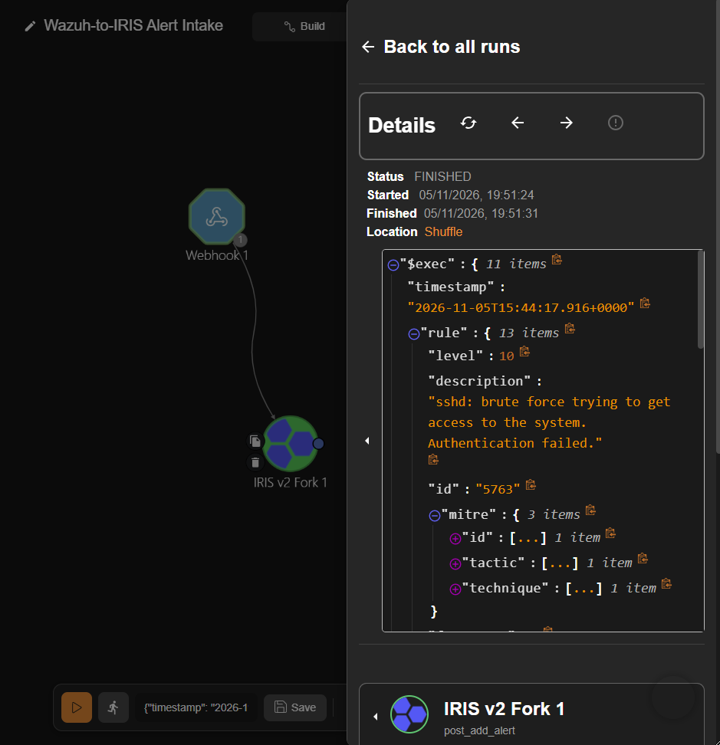 Wazuh-to-IRIS Alert Intake
Build
Webhook 1
1
IRIS v2 Fork 1
{"timestamp": "2026-1
Save
Back to all runs
Details
Status FINISHED
Started 05/11/2026, 19:51:24
Finished 05/11/2026, 19:51:31
Location Shuffle
"$exec" : { 11 items
"timestamp" :
"2026-11-05T15:44:17.916+0000"
"rule" : { 13 items
"level" : 10
"description" :
"sshd: brute force trying to get
access to the system.
Authentication failed."
"id" : "5763"
"mitre" : { 3 items
"id" : [...] 1 item
"tactic" : [...] 1 item
"technique" : [...] 1 item
}
IRIS v2 Fork 1
post_add_alert